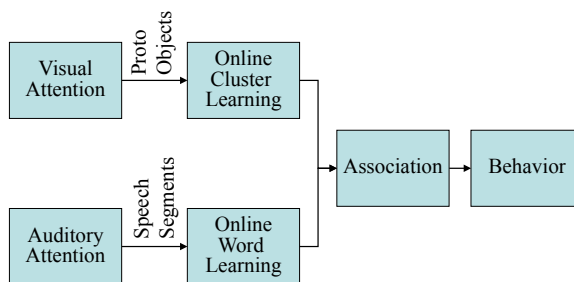 Visual
Attention
Proto
Objects
Online
Cluster
Learning
Association
Behavior
Auditory
Attention
Speech
Segments
Online
Word
Learning